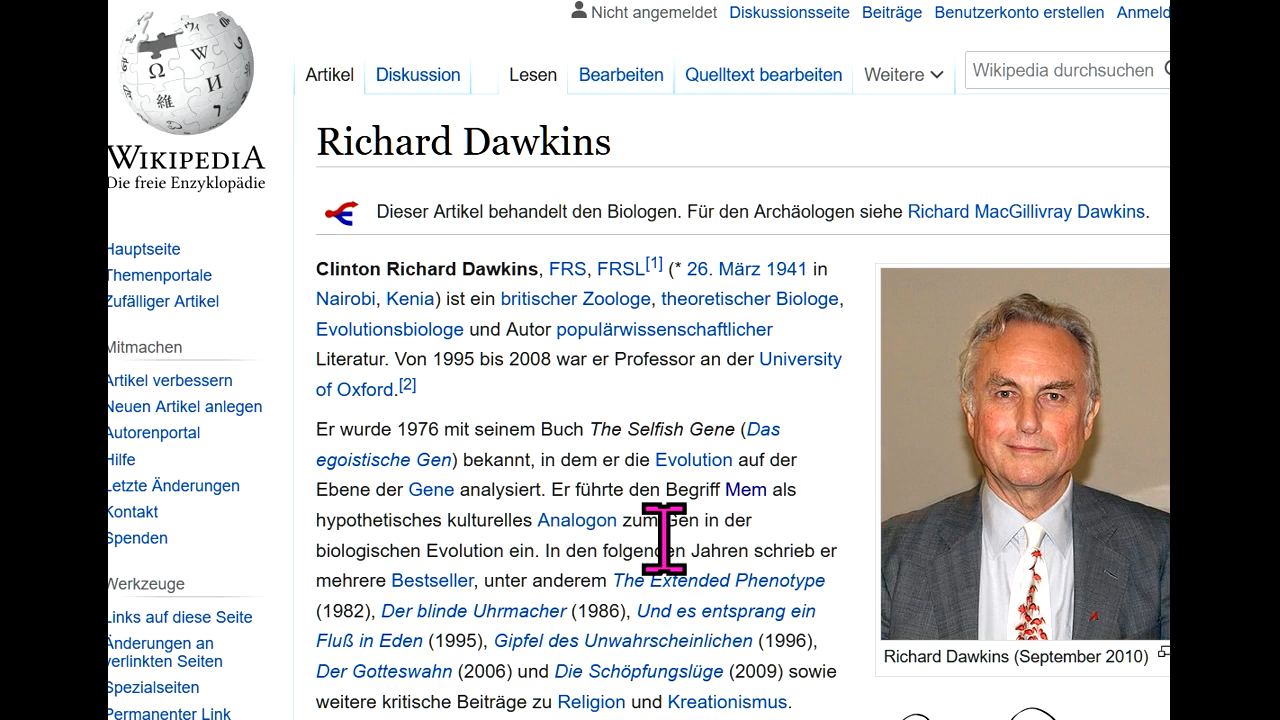 Nicht angemeldet Diskussionsseite Beiträge Benutzerkonto erstellen Anmeld
Artikel Diskussion Lesen Bearbeiten Quelltext bearbeiten Weitere Wikipedia durchsuchen
Ω W И 維
WIKIPEDIA
Die freie Enzyklopädie
Richard Dawkins
Dieser Artikel behandelt den Biologen. Für den Archäologen siehe Richard MacGillivray Dawkins.
Hauptseite
Themenportale
Zufälliger Artikel
Mitmachen
Artikel verbessern
Neuen Artikel anlegen
Autorenportal
Hilfe
Letzte Änderungen
Kontakt
Spenden
Werkzeuge
Links auf diese Seite
Änderungen an
verlinkten Seiten
Spezialseiten
Permanenter Link
Clinton Richard Dawkins, FRS, FRSL[1] (* 26. März 1941 in
Nairobi, Kenia) ist ein britischer Zoologe, theoretischer Biologe,
Evolutionsbiologe und Autor populärwissenschaftlicher
Literatur. Von 1995 bis 2008 war er Professor an der University
of Oxford.[2]
Er wurde 1976 mit seinem Buch The Selfish Gene (Das
egoistische Gen) bekannt, in dem er die Evolution auf der
Ebene der Gene analysiert. Er führte den Begriff Mem als
hypothetisches kulturelles Analogon zum Gen in der
biologischen Evolution ein. In den folgenden Jahren schrieb er
mehrere Bestseller, unter anderem The Extended Phenotype
(1982), Der blinde Uhrmacher (1986), Und es entsprang ein
Fluß in Eden (1995), Gipfel des Unwahrscheinlichen (1996),
Der Gotteswahn (2006) und Die Schöpfungslüge (2009) sowie
weitere kritische Beiträge zu Religion und Kreationismus.
Richard Dawkins (September 2010)